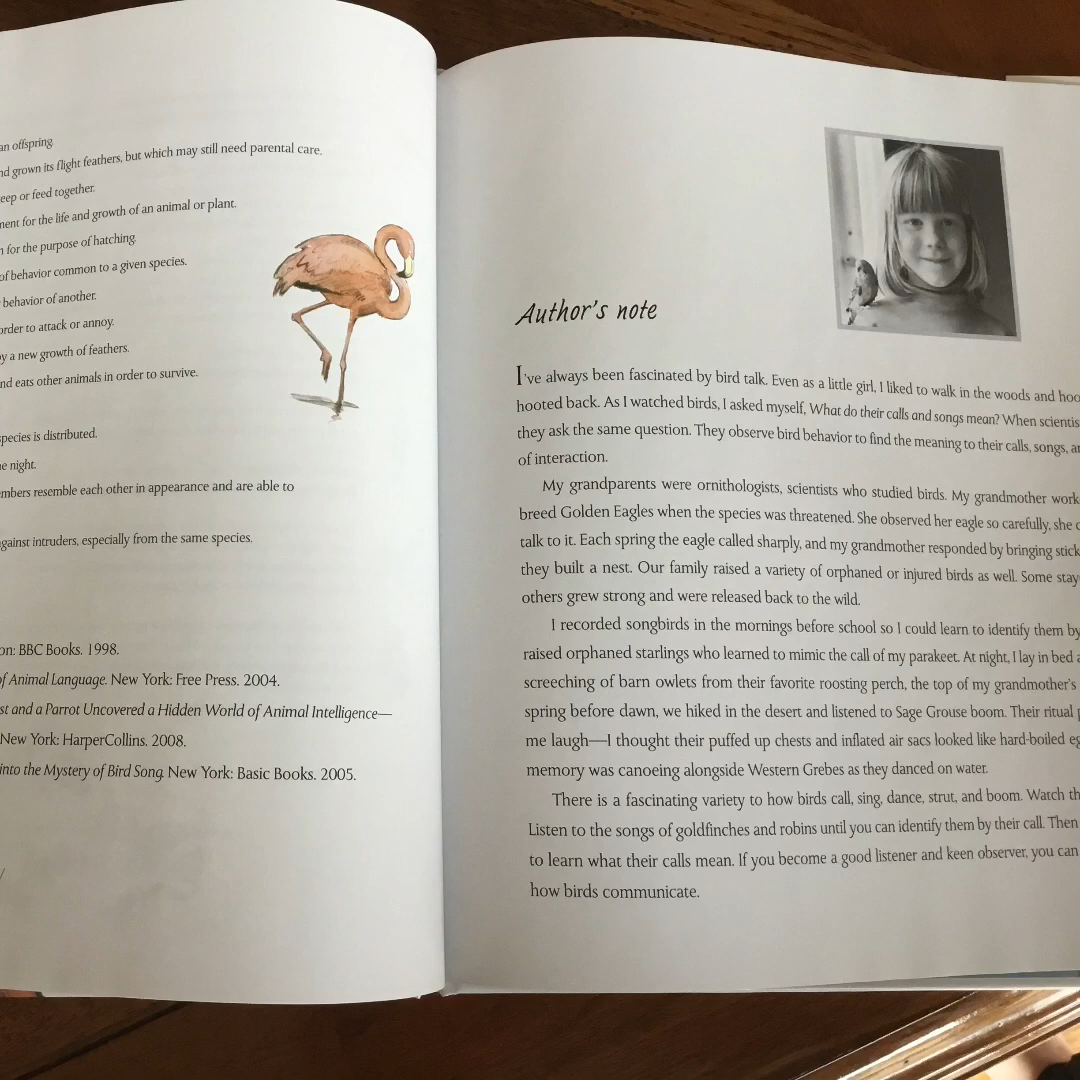 an offspring
grown its flight feathers, but which may still need parental care.
or feed together.
for the life and growth of an animal or plant.
for the purpose of hatching.
of behavior common to a given species.
behavior of another.
order to attack or annoy.
a new growth of feathers.
eats other animals in order to survive.
species is distributed.
night.
resemble each other in appearance and are able to
against intruders, especially from the same species.
BBC Books. 1998.
of Animal Language. New York: Free Press. 2004.
and a Parrot Uncovered a Hidden World of Animal Intelligence—
New York: HarperCollins. 2008.
into the Mystery of Bird Song. New York: Basic Books. 2005.
Author's note
I've always been fascinated by bird talk. Even as a little girl, I liked to walk in the woods and
hooted back. As I watched birds, I asked myself, What do their calls and songs mean? When
they ask the same question. They observe bird behavior to find the meaning to their calls, songs,
of interaction.
My grandparents were ornithologists, scientists who studied birds. My grandmother
breed Golden Eagles when the species was threatened. She observed her eagle so carefully, she
talk to it. Each spring the eagle called sharply, and my grandmother responded by bringing
they built a nest. Our family raised a variety of orphaned or injured birds as well. Some
others grew strong and were released back to the wild.
I recorded songbirds in the mornings before school so I could learn to identify them by
raised orphaned starlings who learned to mimic the call of my parakeet. At night, I lay in bed
screeching of barn owlets from their favorite roosting perch, the top of my grandmother's
spring before dawn, we hiked in the desert and listened to Sage Grouse boom. Their ritual
me laugh—I thought their puffed up chests and inflated air sacs looked like hard-boiled
memory was canoeing alongside Western Grebes as they danced on water.
There is a fascinating variety to how birds call, sing, dance, strut, and boom. Watch
Listen to the songs of goldfinches and robins until you can identify them by their call. Then
to learn what their calls mean. If you become a good listener and keen observer, you can
how birds communicate.